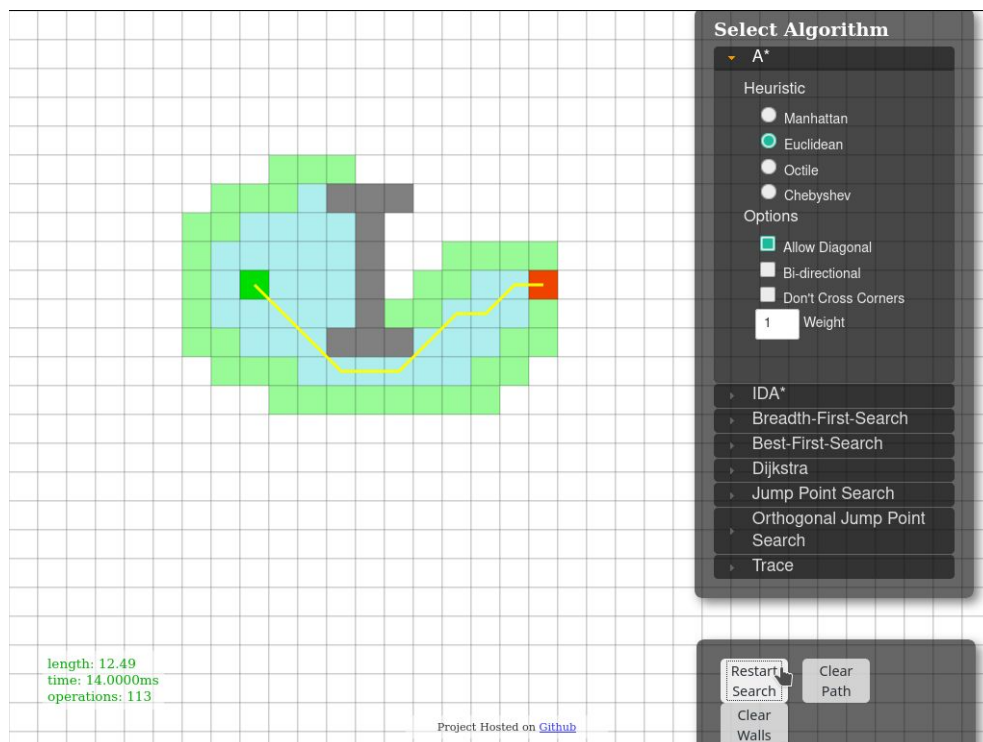 Select Algorithm
A*
Heuristic
Manhattan
Euclidean
Octile
Chebyshev
Options
Allow Diagonal
Bi-directional
Don't Cross Corners
1 Weight
IDA*
Breadth-First-Search
Best-First-Search
Dijkstra
Jump Point Search
Orthogonal Jump Point
Search
Trace
length: 12.49
time: 14.0000ms
operations: 113
Project Hosted on Github
Restart
Search
Clear
Path
Clear
Walls